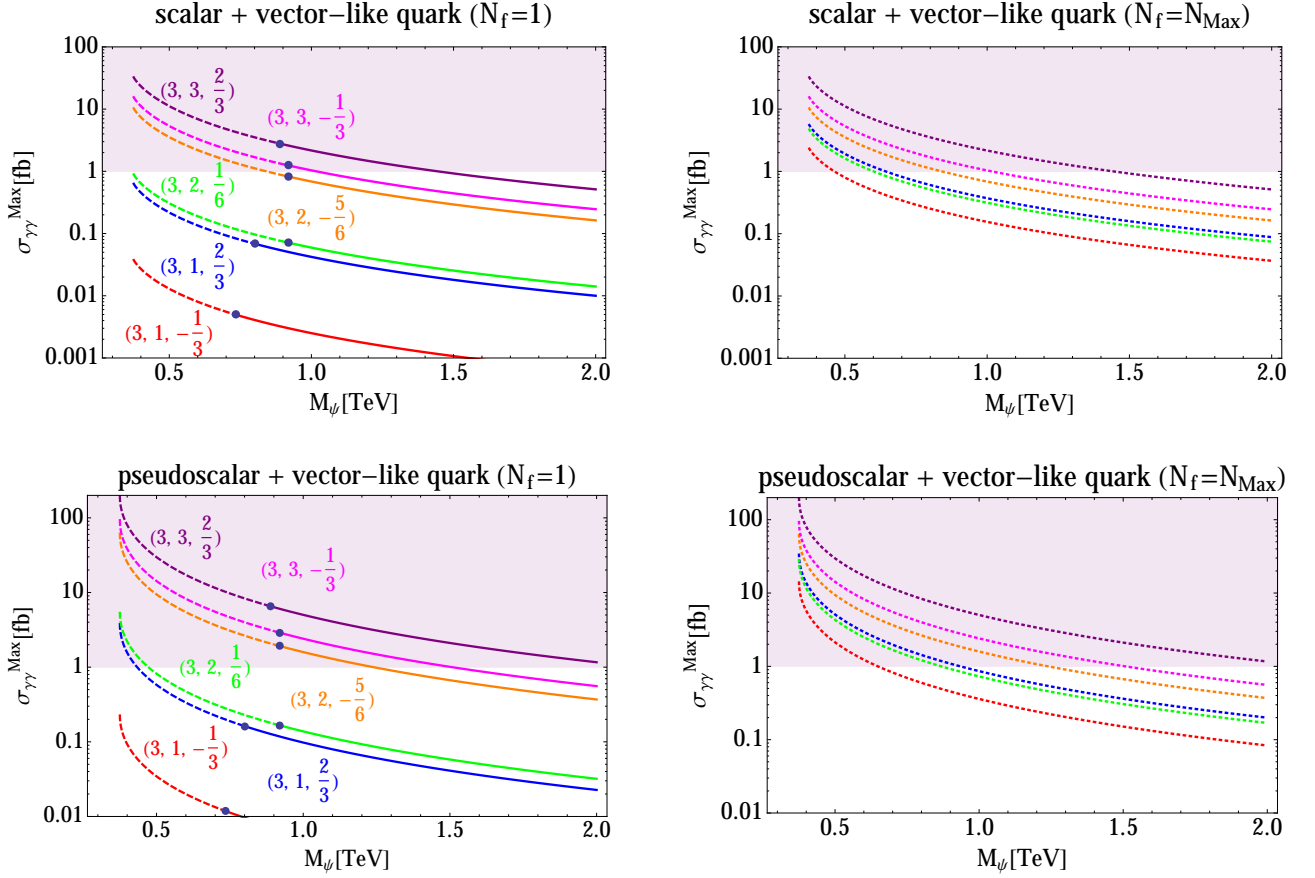 scalar + vector-like quark (N_f=1)
σ_γγ^Max[fb]
100
10
1
0.1
0.01
0.001
(3, 3, 2/3)
(3, 3, -1/3)
(3, 2, 1/6)
(3, 2, -5/6)
(3, 1, 2/3)
(3, 1, -1/3)
0.5 1.0 1.5 2.0
M_ψ[TeV]
scalar + vector-like quark (N_f=N_Max)
σ_γγ^Max[fb]
100
10
1
0.1
0.01
0.001
0.5 1.0 1.5 2.0
M_ψ[TeV]
pseudoscalar + vector-like quark (N_f=1)
σ_γγ^Max[fb]
100
10
1
0.1
0.01
(3, 3, 2/3)
(3, 3, -1/3)
(3, 2, 1/6)
(3, 2, -5/6)
(3, 1, -1/3)
(3, 1, 2/3)
0.5 1.0 1.5 2.0
M_ψ[TeV]
pseudoscalar + vector-like quark (N_f=N_Max)
σ_γγ^Max[fb]
100
10
1
0.1
0.01
0.5 1.0 1.5 2.0
M_ψ[TeV]